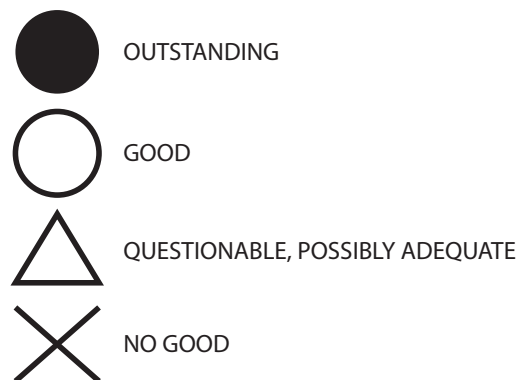 OUTSTANDING
GOOD
QUESTIONABLE, POSSIBLY ADEQUATE
NO GOOD